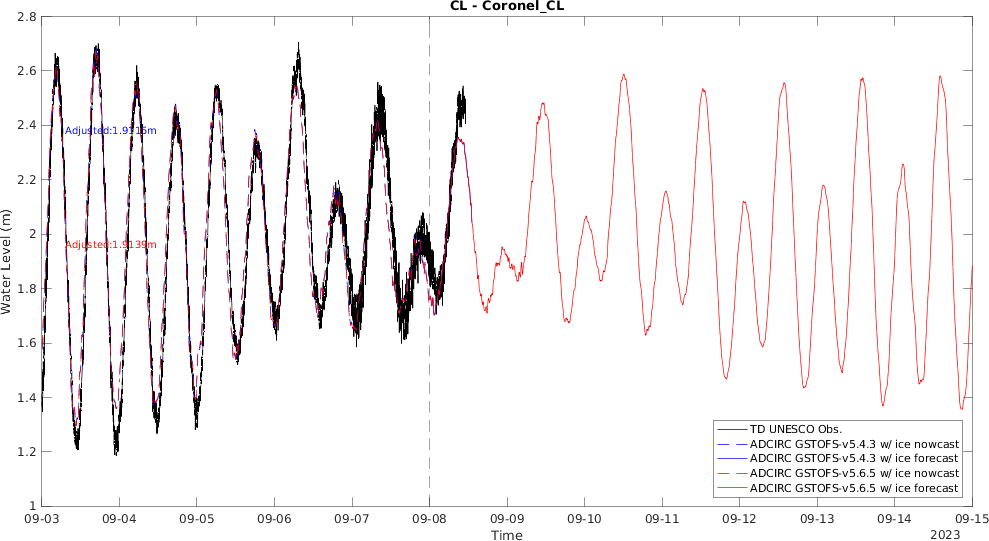 CL - Coronel_CL
2.8
2.6
2.4
2.2
2
1.8
1.6
1.4
1.2
1
Water Level (m)
Adjusted:1.9139m
TD UNESCO Obs.
ADCIRC GSTOFS-v5.4.3 w/ ice nowcast
ADCIRC GSTOFS-v5.4.3 w/ ice forecast
ADCIRC GSTOFS-v5.6.5 w/ ice nowcast
ADCIRC GSTOFS-v5.6.5 w/ ice forecast
09-03 09-04 09-05 09-06 09-07 09-08 09-09 09-10 09-11 09-12 09-13 09-14 09-15
Time
2023